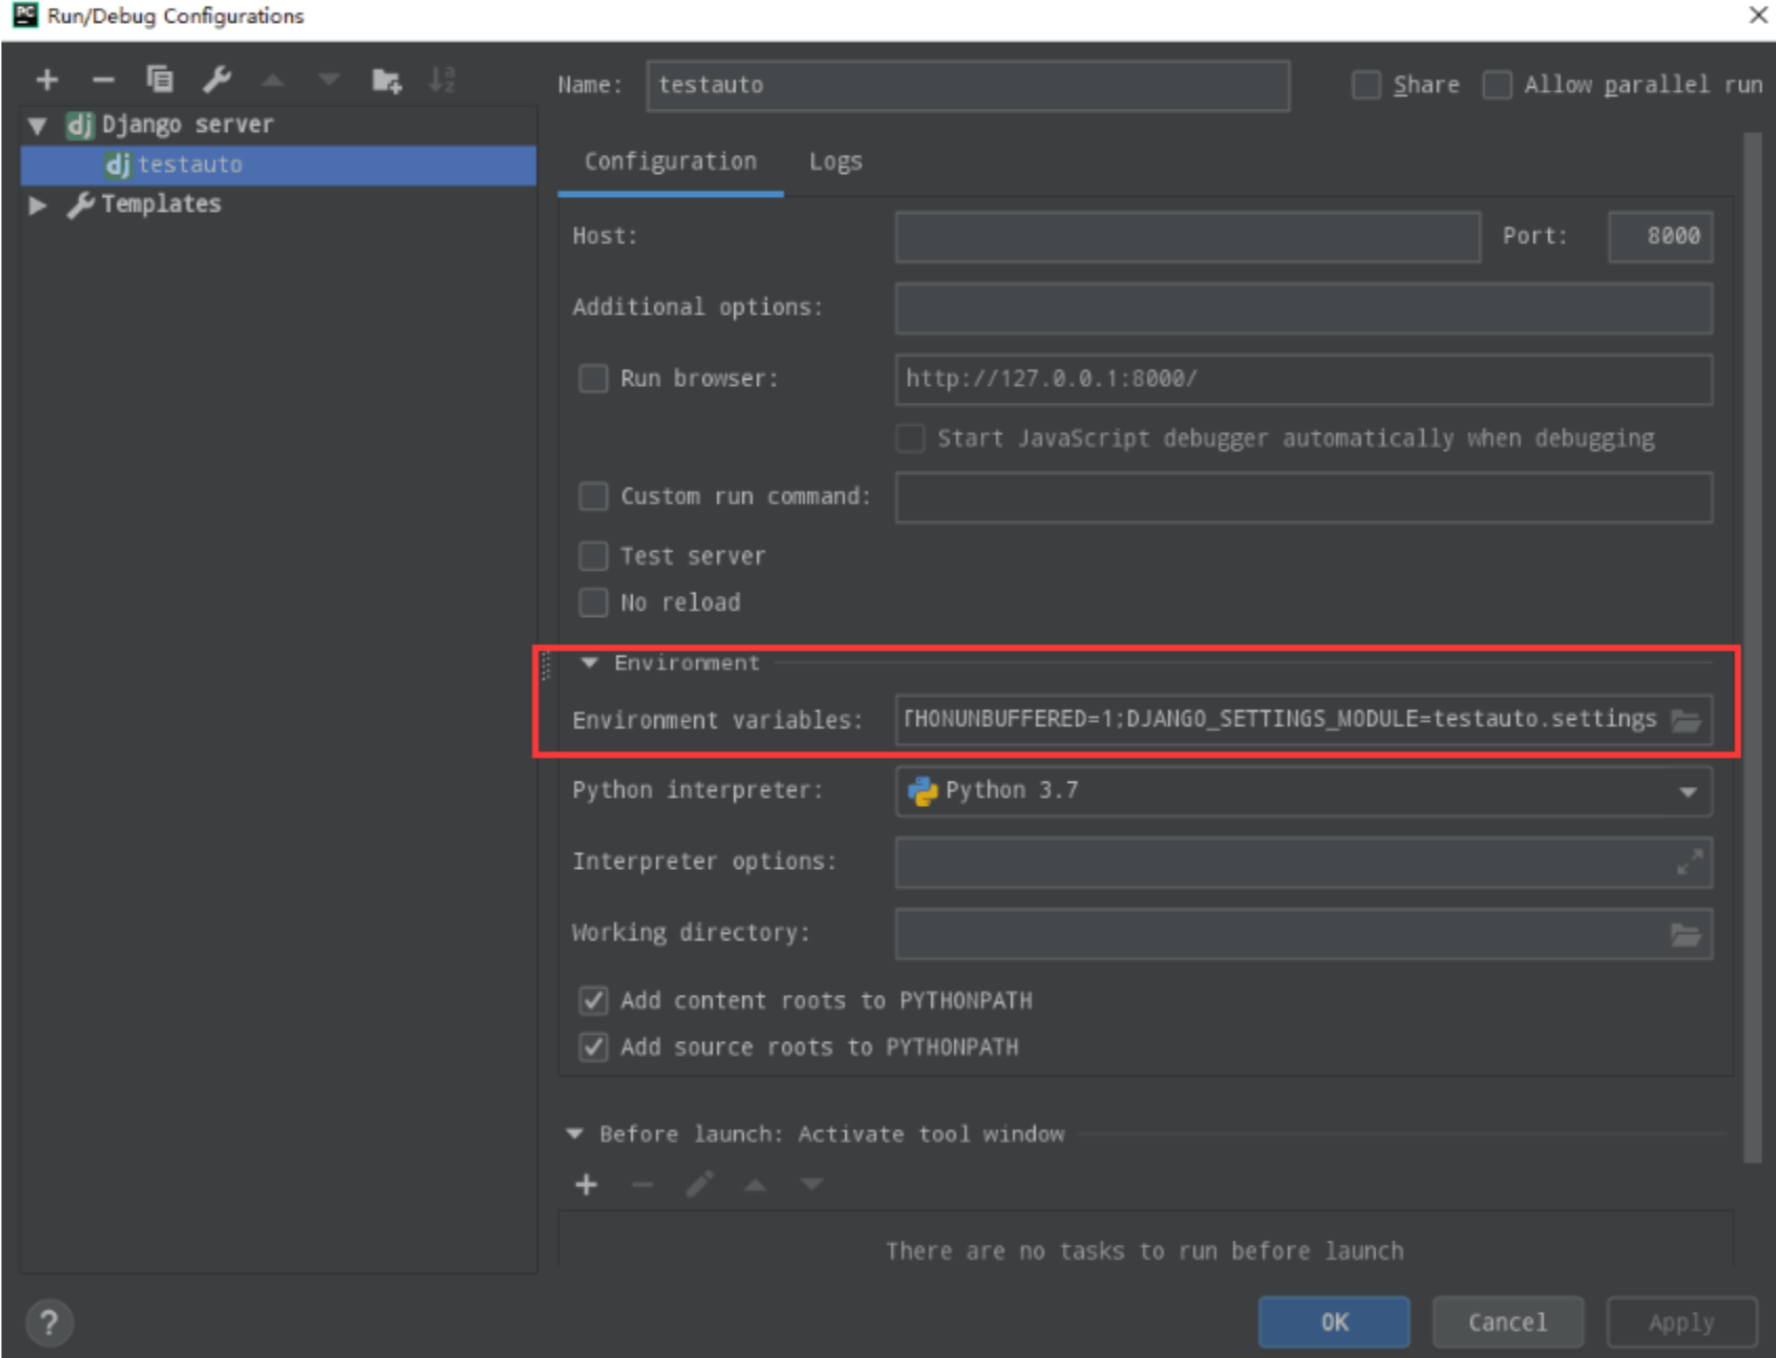 Run/Debug Configurations
Name: testauto Share Allow parallel run
Django server
testauto
Templates
Configuration Logs
Host: Port: 8000
Additional options:
Run browser: http://127.0.0.1:8000/
Start JavaScript debugger automatically when debugging
Custom run command:
Test server
No reload
Environment
Environment variables: THONUNBUFFERED=1;DJANGO_SETTINGS_MODULE=testauto.settings
Python interpreter: Python 3.7
Interpreter options:
Working directory:
Add content roots to PYTHONPATH
Add source roots to PYTHONPATH
Before launch: Activate tool window
There are no tasks to run before launch
? OK Cancel Apply